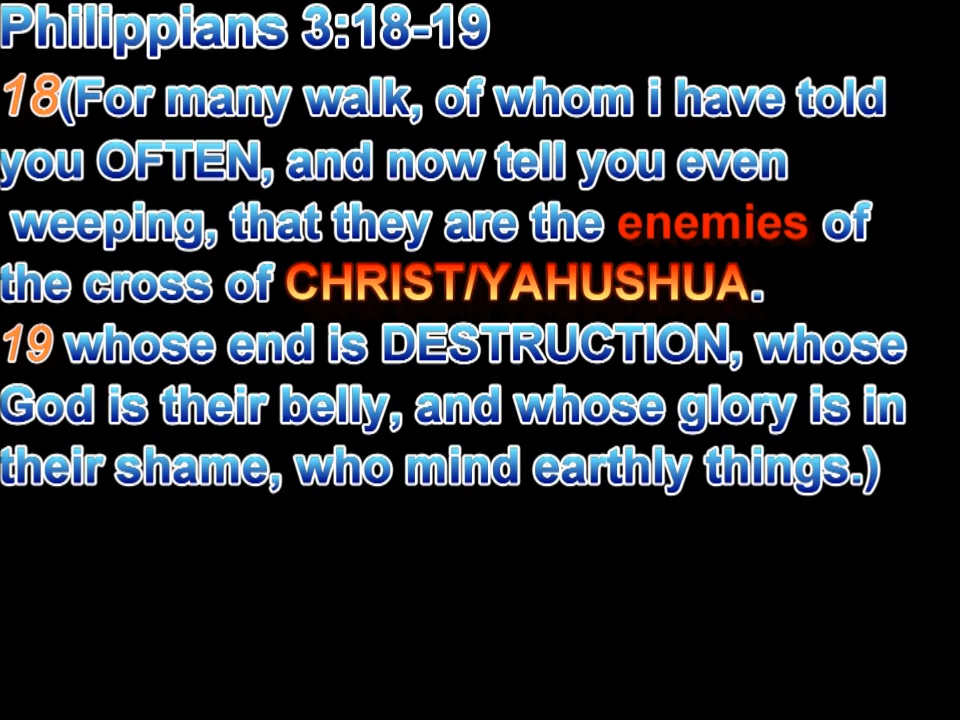 Philippians 3:18-19
18(For many walk, of whom i have told
you OFTEN, and now tell you even
weeping, that they are the enemies of
the cross of CHRIST/YAHUSHUA.
19 whose end is DESTRUCTION, whose
God is their belly, and whose glory is in
their shame, who mind earthly things.)